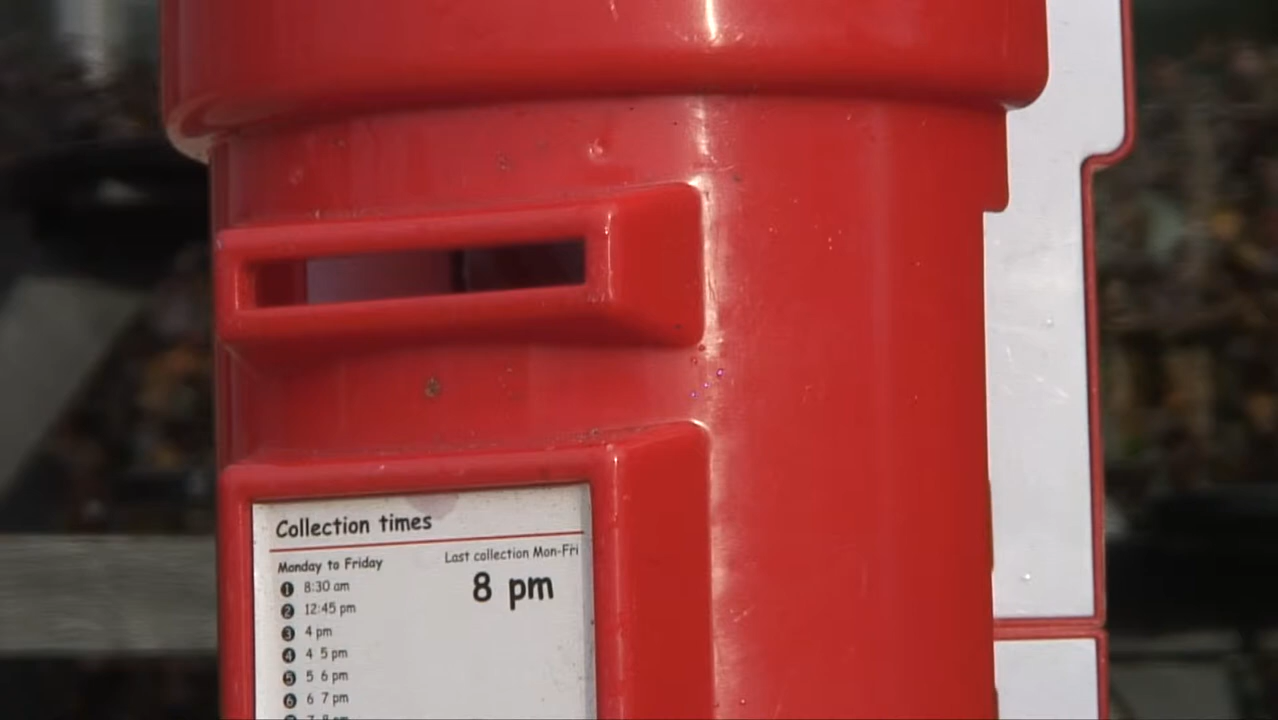 Collection times
Monday to Friday
Last collection Mon-Fri
8 pm
1 8:30 am
2 12:45 pm
3 4 pm
4 4 5 pm
5 5 6 pm
6 6 7 pm